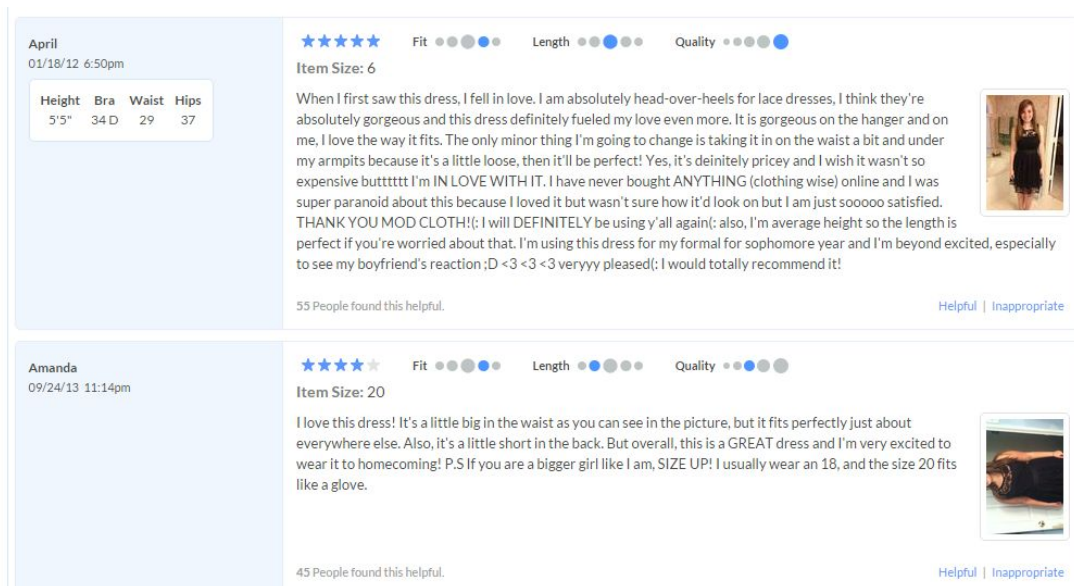 April
01/18/12 6:50pm
Height Bra Waist Hips
5'5" 34 D 29 37
Fit Length Quality
Item Size: 6
When I first saw this dress, I fell in love. I am absolutely head-over-heels for lace dresses, I think they're
absolutely gorgeous and this dress definitely fueled my love even more. It is gorgeous on the hanger and on
me, I love the way it fits. The only minor thing I'm going to change is taking it in on the waist a bit and under
my armpits because it's a little loose, then it'll be perfect! Yes, it's deinitely pricey and I wish it wasn't so
expensive butttttt I'm IN LOVE WITH IT. I have never bought ANYTHING (clothing wise) online and I was
super paranoid about this because I loved it but wasn't sure how it'd look on but I am just sooooo satisfied.
THANK YOU MOD CLOTH!(: I will DEFINITELY be using y'all again(: also, I'm average height so the length is
perfect if you're worried about that. I'm using this dress for my formal for sophomore year and I'm beyond excited, especially
to see my boyfriend's reaction ;D <3 <3 <3 veryyy pleased(: I would totally recommend it!
55 People found this helpful.
Helpful | Inappropriate
Amanda
09/24/13 11:14pm
Fit Length Quality
Item Size: 20
I love this dress! It's a little big in the waist as you can see in the picture, but it fits perfectly just about
everywhere else. Also, it's a little short in the back. But overall, this is a GREAT dress and I'm very excited to
wear it to homecoming! P.S If you are a bigger girl like I am, SIZE UP! I usually wear an 18, and the size 20 fits
like a glove.
45 People found this helpful.
Helpful | Inappropriate